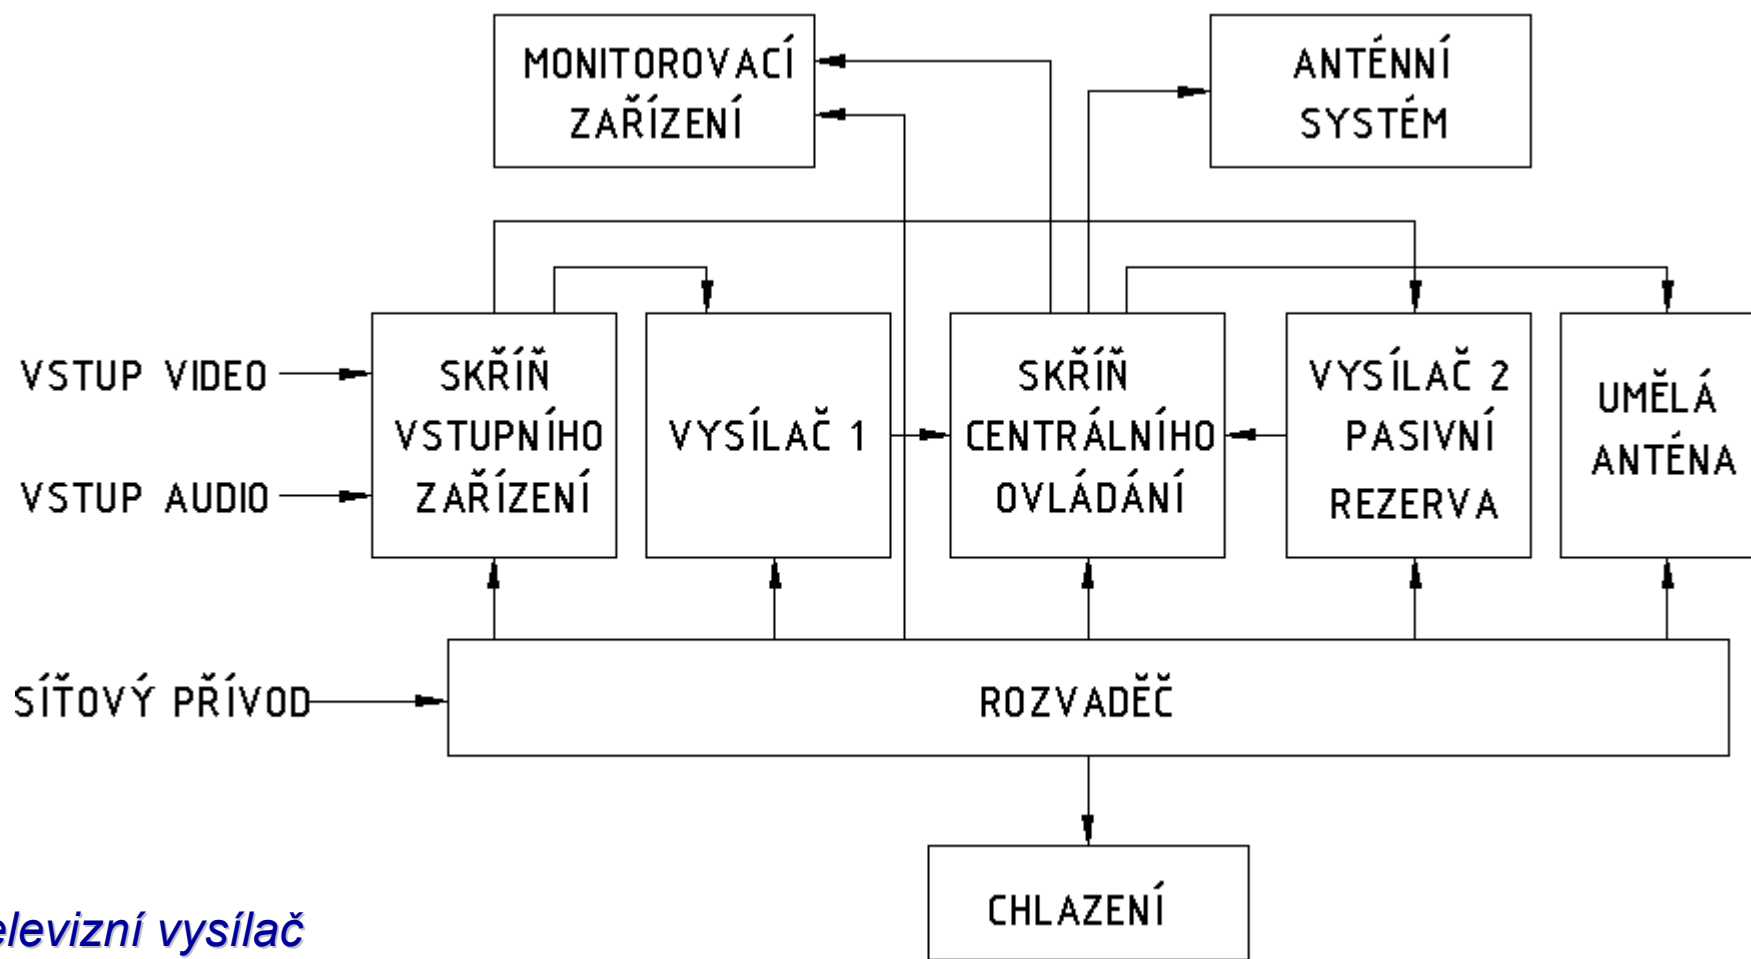 MONITOROVACÍ
ZAŘÍZENÍ
ANTÉNNÍ
SYSTÉM
VSTUP VIDEO
VSTUP AUDIO
SKŘÍŇ
VSTUPNÍHO
ZAŘÍZENÍ
VYSÍLAČ 1
SKŘÍŇ
CENTRÁLNÍHO
OVLÁDÁNÍ
VYSÍLAČ 2
PASIVNÍ
REZERVA
UMĚLÁ
ANTÉNA
SÍŤOVÝ PŘÍVOD
ROZVADĚČ
CHLAZENÍ
elevizní vysílač